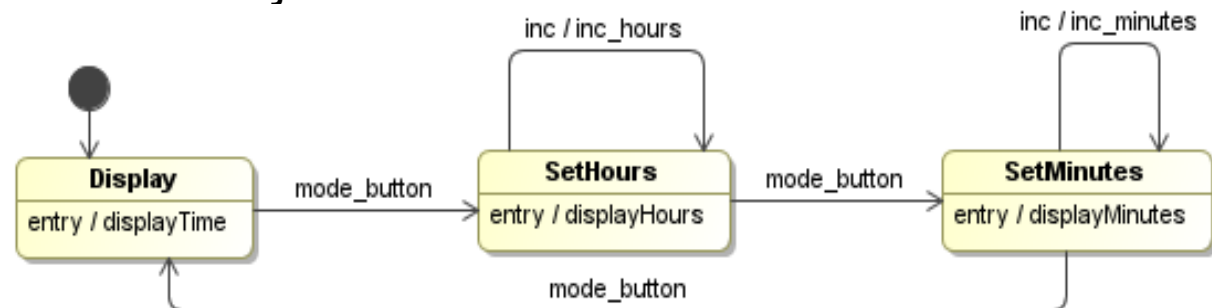 inc / inc_hours
inc / inc_minutes
Display
entry / displayTime
mode_button
SetHours
entry / displayHours
mode_button
SetMinutes
entry / displayMinutes
mode_button